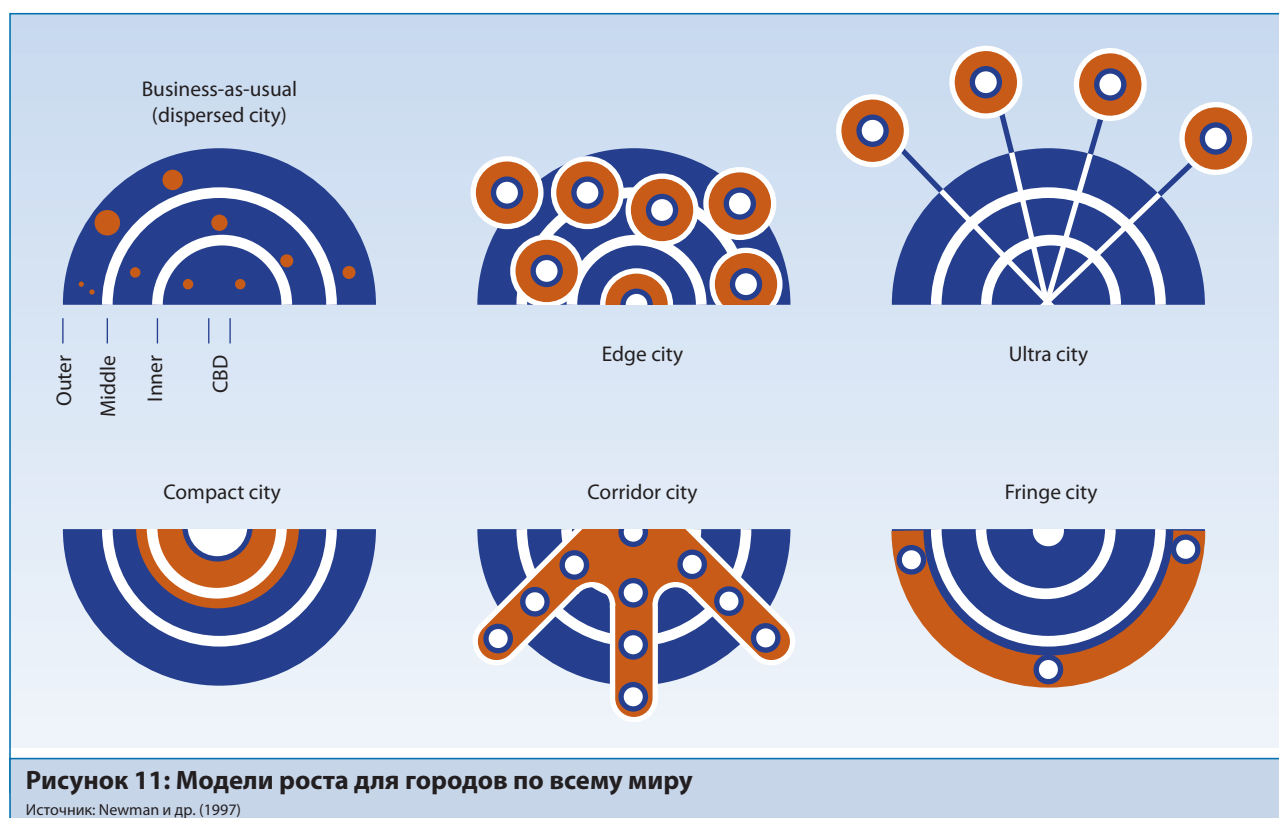 Business-as-usual
(dispersed city)
Outer
Middle
Inner
CBD
Edge city
Ultra city
Compact city
Corridor city
Fringe city
Рисунок 11: Модели роста для городов по всему миру
Источник: Newman и др. (1997)